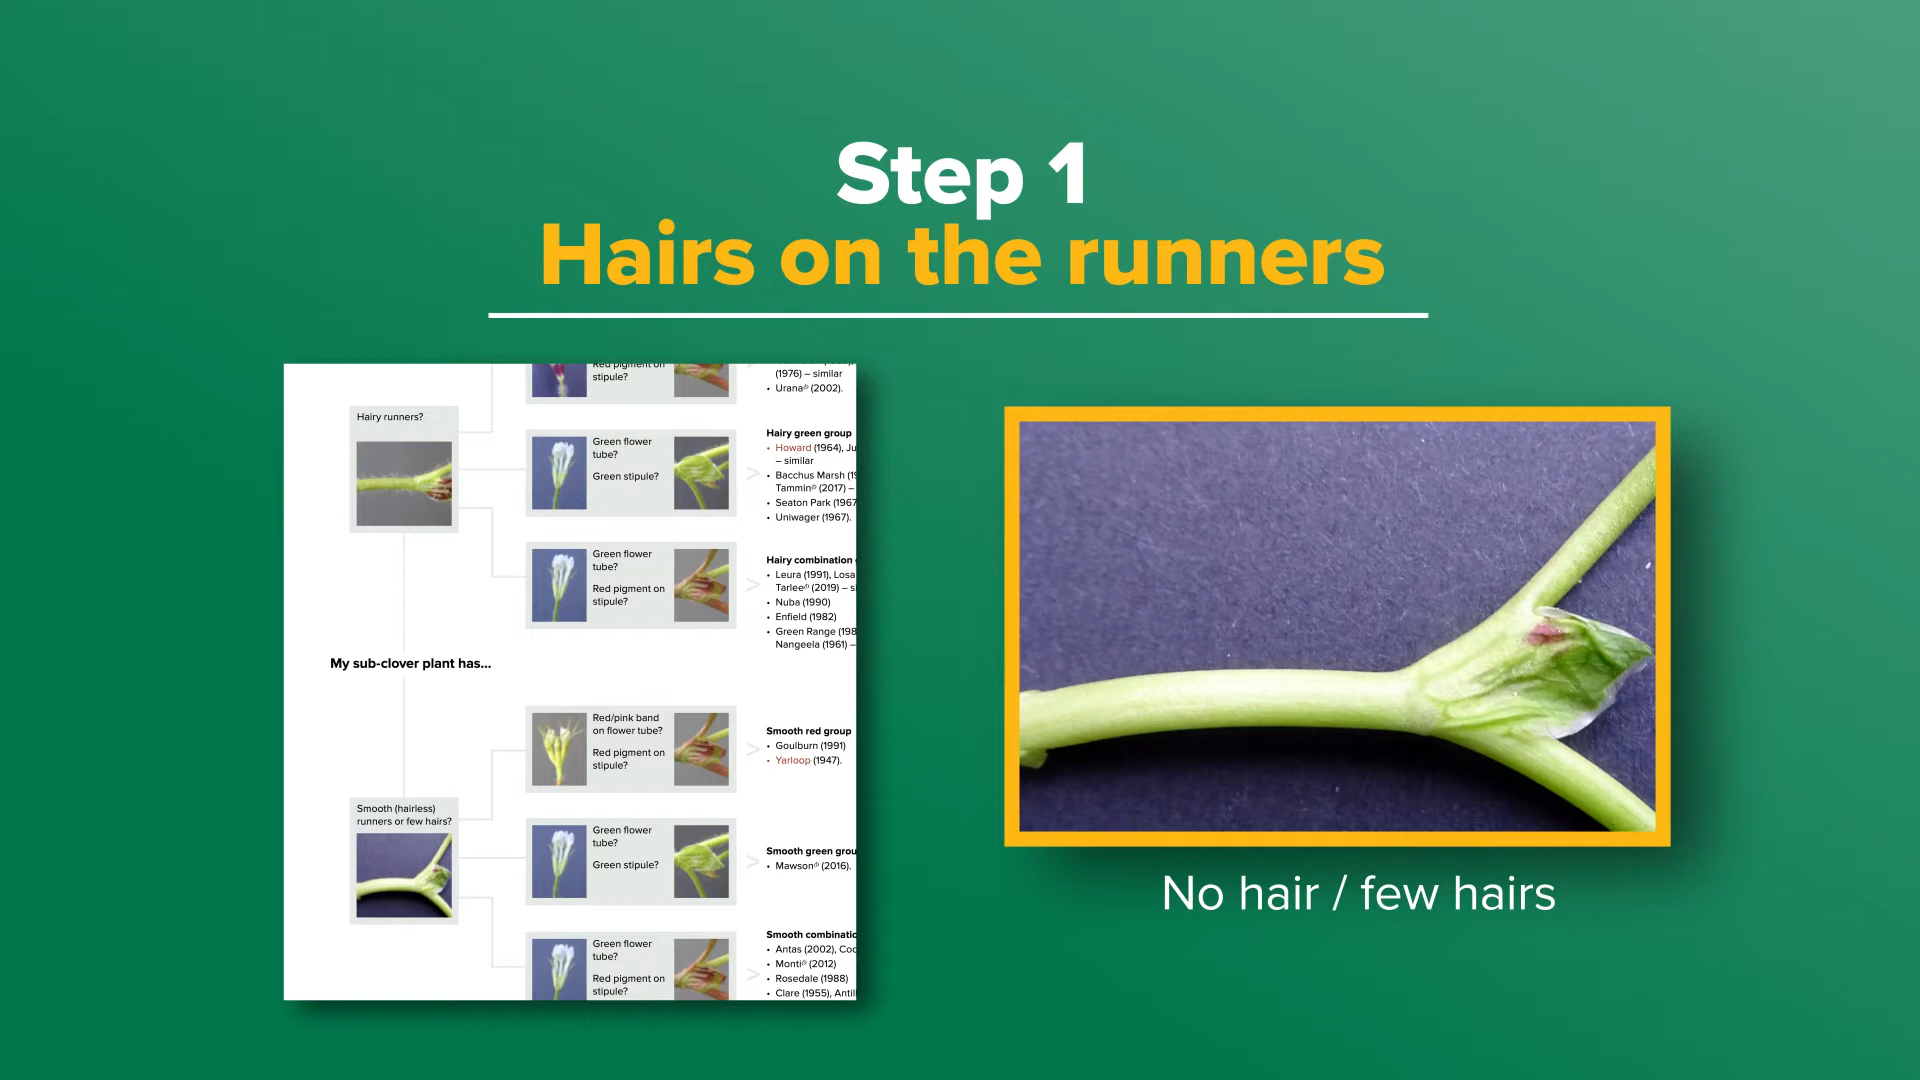 Step 1
Hairs on the runners
Hairy runners?
Red pigment on
stipule?
(1976) – similar
• Urana (2002).
Green flower
tube?
Green stipule?
Hairy green group
• Howard (1964), Ju
– similar
• Bacchus Marsh (19
Tammin (2017) –
• Seaton Park (1967
• Uniwager (1967).
Green flower
tube?
Red pigment on
stipule?
Hairy combination
• Leura (1991), Losa
Tarlee (2019) – si
• Nuba (1990)
• Enfield (1982)
• Green Range (198
Nangeela (1961) –
My sub-clover plant has...
Red/pink band
on flower tube?
Red pigment on
stipule?
Smooth red group
• Goulburn (1991)
• Yarloop (1947).
Smooth (hairless)
runners or few hairs?
Green flower
tube?
Green stipule?
Smooth green grou
• Mawson (2016).
Green flower
tube?
Red pigment on
stipule?
Smooth combinatio
• Antas (2002), Coo
• Monti (2012)
• Rosedale (1988)
• Clare (1955), Antil
No hair / few hairs